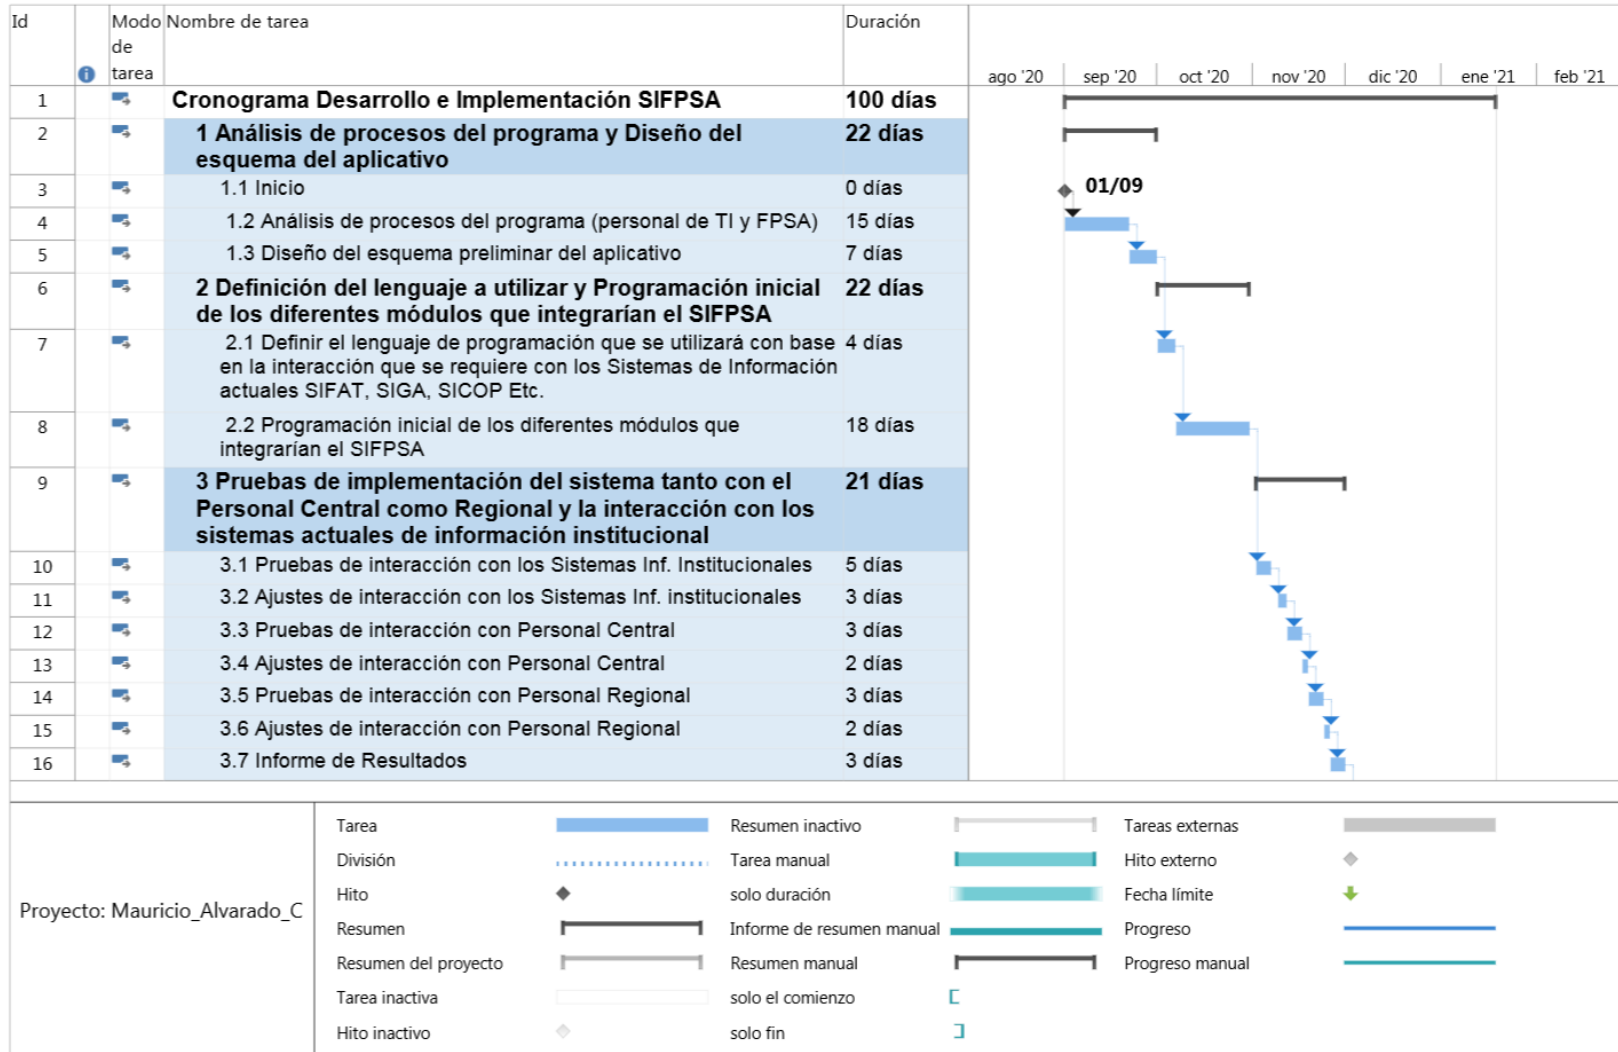 Id
Modo de tarea
Nombre de tarea
Duración
ago '20 sep '20 oct '20 nov '20 dic '20 ene '21 feb '21
1 Cronograma Desarrollo e Implementación SIFPSA 100 días
2 1 Análisis de procesos del programa y Diseño del 22 días
esquema del aplicativo
3 1.1 Inicio 0 días 01/09
4 1.2 Análisis de procesos del programa (personal de TI y FPSA) 15 días
5 1.3 Diseño del esquema preliminar del aplicativo 7 días
6 2 Definición del lenguaje a utilizar y Programación inicial 22 días
de los diferentes módulos que integrarían el SIFPSA
7 2.1 Definir el lenguaje de programación que se utilizará con base 4 días
en la interacción que se requiere con los Sistemas de Información
actuales SIFAT, SIGA, SICOP Etc.
8 2.2 Programación inicial de los diferentes módulos que 18 días
integrarían el SIFPSA
9 3 Pruebas de implementación del sistema tanto con el 21 días
Personal Central como Regional y la interacción con los
sistemas actuales de información institucional
10 3.1 Pruebas de interacción con los Sistemas Inf. Institucionales 5 días
11 3.2 Ajustes de interacción con los Sistemas Inf. institucionales 3 días
12 3.3 Pruebas de interacción con Personal Central 3 días
13 3.4 Ajustes de interacción con Personal Central 2 días
14 3.5 Pruebas de interacción con Personal Regional 3 días
15 3.6 Ajustes de interacción con Personal Regional 2 días
16 3.7 Informe de Resultados 3 días
Proyecto: Mauricio_Alvarado_C
Tarea
División
Hito
Resumen
Resumen del proyecto
Tarea inactiva
Hito inactivo
Resumen inactivo
Tarea manual
solo duración
Informe de resumen manual
Resumen manual
solo el comienzo
solo fin
Tareas externas
Hito externo
Fecha límite
Progreso
Progreso manual